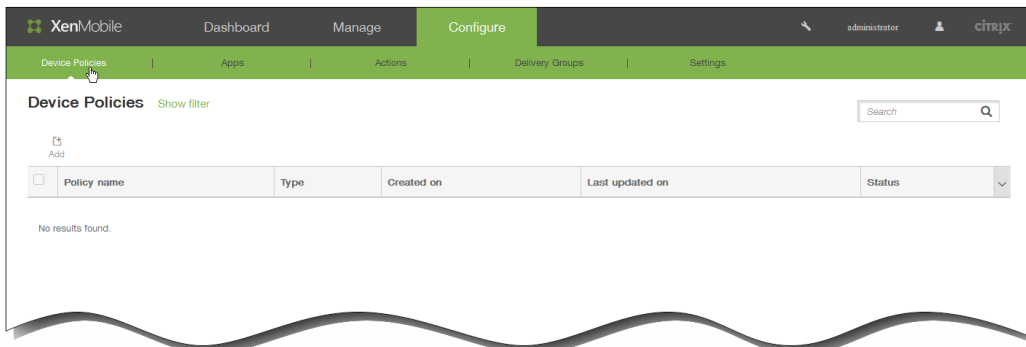 XenMobile Dashboard Manage Configure administrator CITRIX
Device Policies | Apps | Actions | Delivery Groups | Settings
Device Policies Show filter
Search
Add
Policy name Type Created on Last updated on Status
No results found.